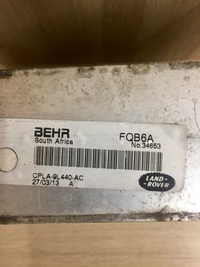 BEHR
FQB6A
South Africa
No.34653
CPLA-9L440-AC
27/03/13 A
LAND-
-ROVER